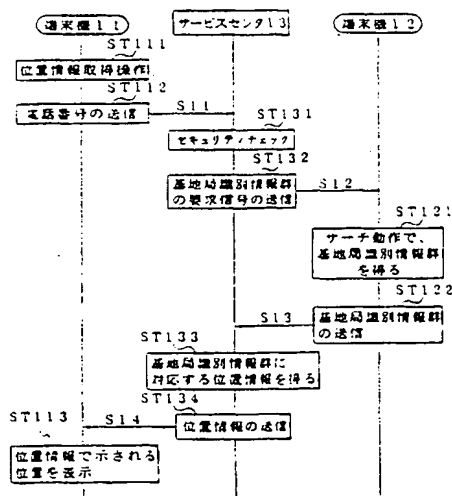 端末機11
サービスセンタ13
端末機12
ST111
位置情報取得操作
ST112
電話番号の送信
S11
ST131
セキュリティチェック
ST132
基地局識別情報群
の要求信号の送信
S12
ST121
サーチ動作で、
基地局識別情報群
を得る
ST122
基地局識別情報群
の送信
S13
ST133
基地局識別情報群に
対応する位置情報を得る
ST134
位置情報の送信
S14
ST113
位置情報で示される
位置を表示